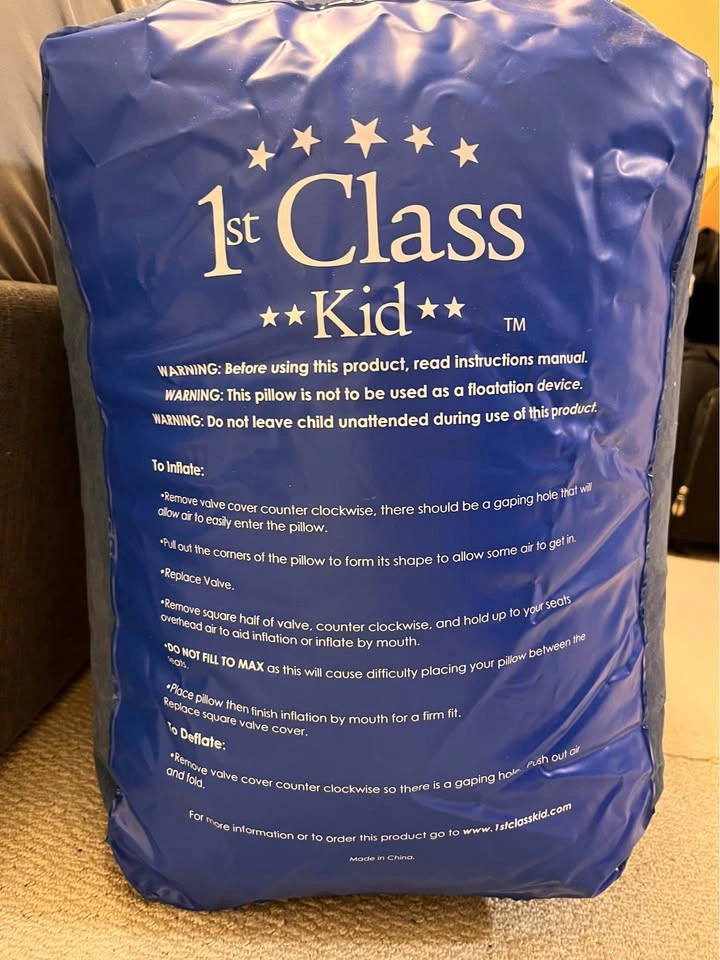 1st Class
Kid
TM
WARNING: Before using this product, read instructions manual.
WARNING: This pillow is not to be used as a floatation device.
WARNING: Do not leave child unattended during use of this product.
To Inflate:
•Remove valve cover counter clockwise, there should be a gaping hole that will
allow air to easily enter the pillow.
•Pull out the corners of the pillow to form its shape to allow some air to get in.
•Replace Valve.
•Remove square half of valve, counter clockwise, and hold up to your seats
overhead air to aid inflation or inflate by mouth.
•DO NOT FILL TO MAX as this will cause difficulty placing your pillow between the
seats.
•Place pillow then finish inflation by mouth for a firm fit.
Replace square valve cover.
To Deflate:
•Remove valve cover counter clockwise so there is a gaping hole. Push out air
and fold.
For more information or to order this product go to www.1stclasskid.com
Made in China.